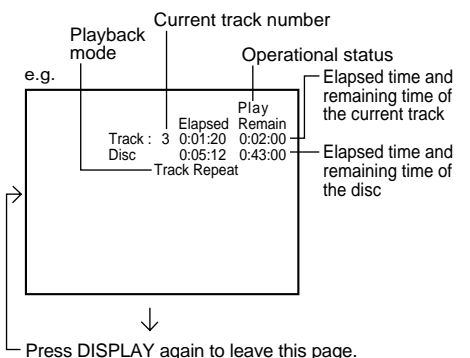 Current track number
Playback
mode
Operational status
e.g.
Elapsed time and
remaining time of
the current track
Play
Elapsed Remain
Track : 3 0:01:20 0:02:00
Disc 0:05:12 0:43:00
Track Repeat
Elapsed time and
remaining time of
the disc
Press DISPLAY again to leave this page.